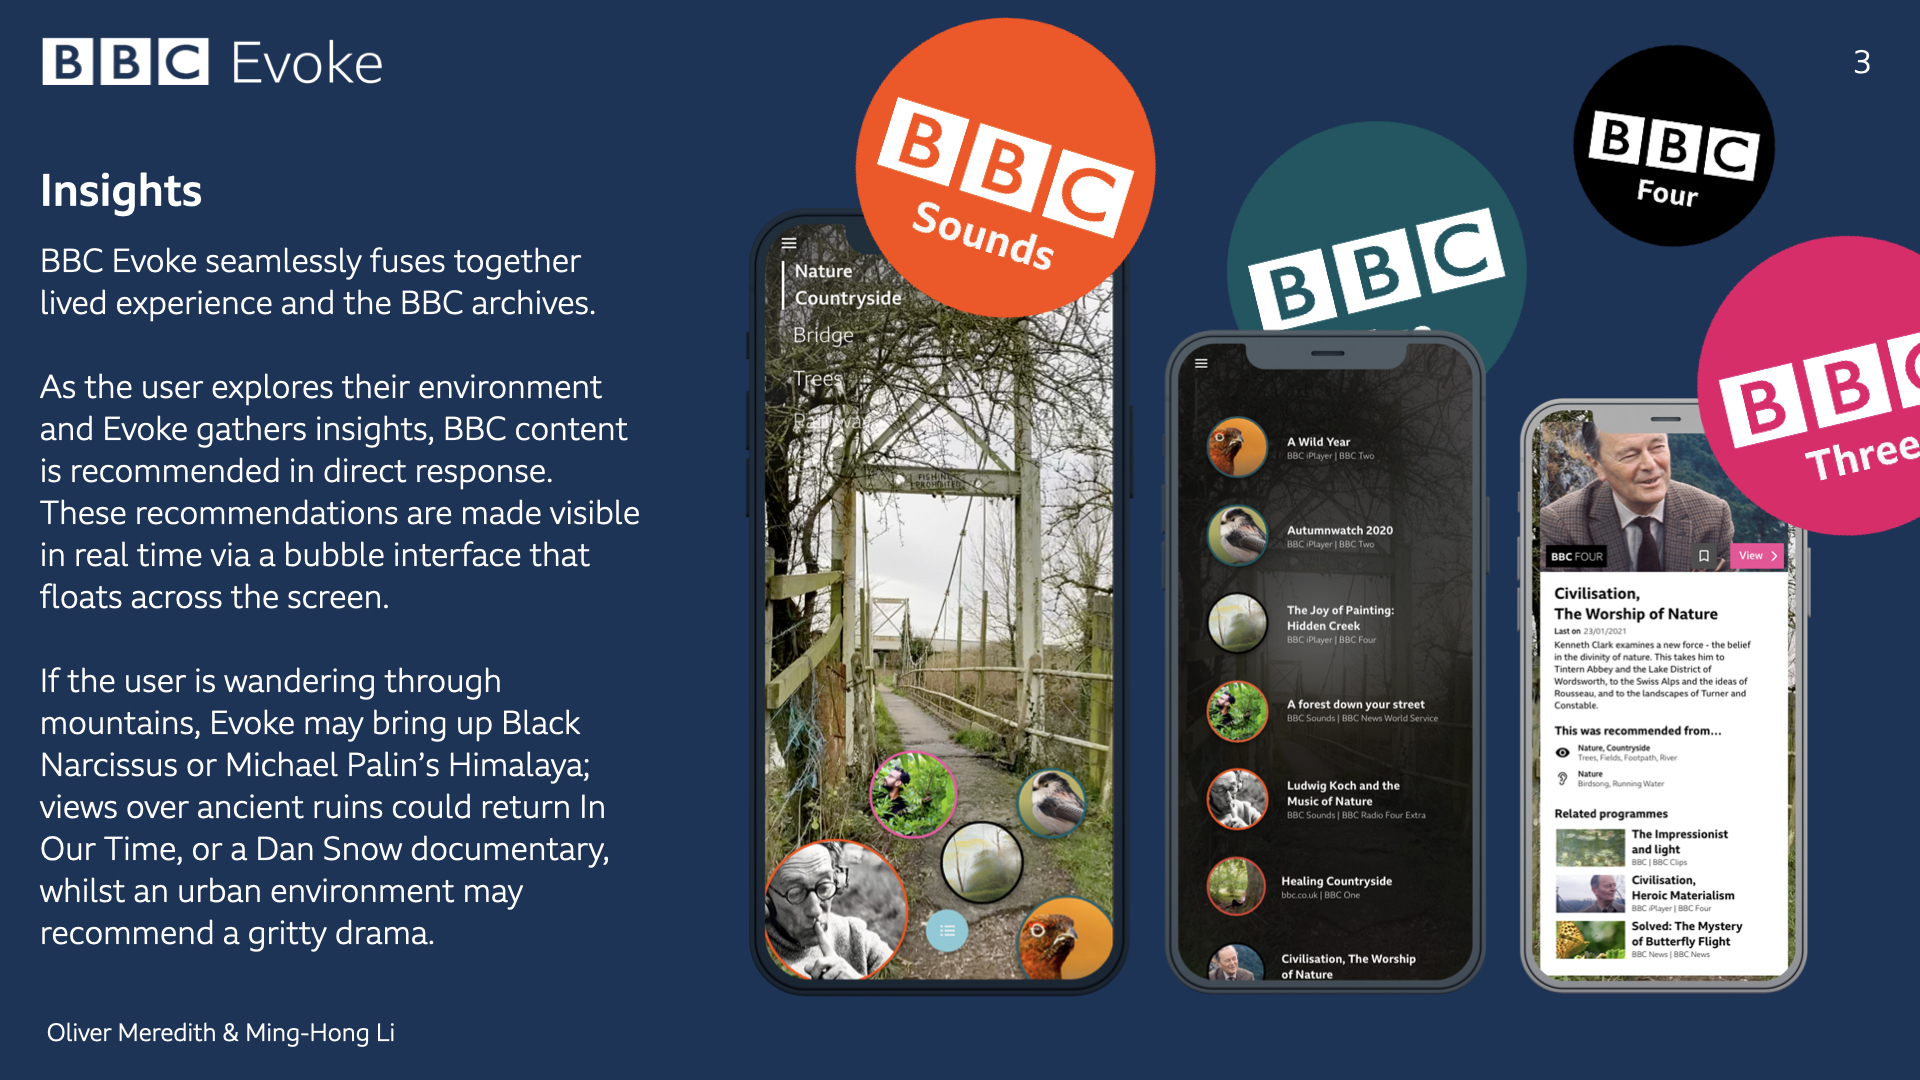 BBC Evoke
3
Insights
BBC Evoke seamlessly fuses together
lived experience and the BBC archives.
As the user explores their environment
and Evoke gathers insights, BBC content
is recommended in direct response.
These recommendations are made visible
in real time via a bubble interface that
floats across the screen.
If the user is wandering through
mountains, Evoke may bring up Black
Narcissus or Michael Palin’s Himalaya;
views over ancient ruins could return In
Our Time, or a Dan Snow documentary,
whilst an urban environment may
recommend a gritty drama.
Oliver Meredith & Ming-Hong Li
BBC
Sounds
BBC
BBC
Four
BBC
Three
Nature
Countryside
Bridge
Trees
FISHING
PROHIBITED
A Wild Year
BBC iPlayer | BBC Two
Autumnwatch 2020
BBC iPlayer | BBC Two
The Joy of Painting:
Hidden Creek
BBC iPlayer | BBC Four
A forest down your street
BBC Sounds | BBC News World Service
Ludwig Koch and the
Music of Nature
BBC Sounds | BBC Radio Four Extra
Healing Countryside
bbc.co.uk | BBC One
Civilisation, The Worship
of Nature
BBC FOUR
View
Civilisation,
The Worship of Nature
Last on 23/01/2021
Kenneth Clark examines a new force - the belief
in the divinity of nature. This takes him to
Tintern Abbey and the Lake District of
Wordsworth, to the Swiss Alps and the ideas of
Rousseau, and to the landscapes of Turner and
Constable.
This was recommended from...
Nature, Countryside
Trees, Fields, Footpath, River
Nature
Birdsong, Running Water
Related programmes
The Impressionist
and light
BBC | BBC Clips
Civilisation,
Heroic Materialism
BBC iPlayer | BBC Four
Solved: The Mystery
of Butterfly Flight
BBC News | BBC News